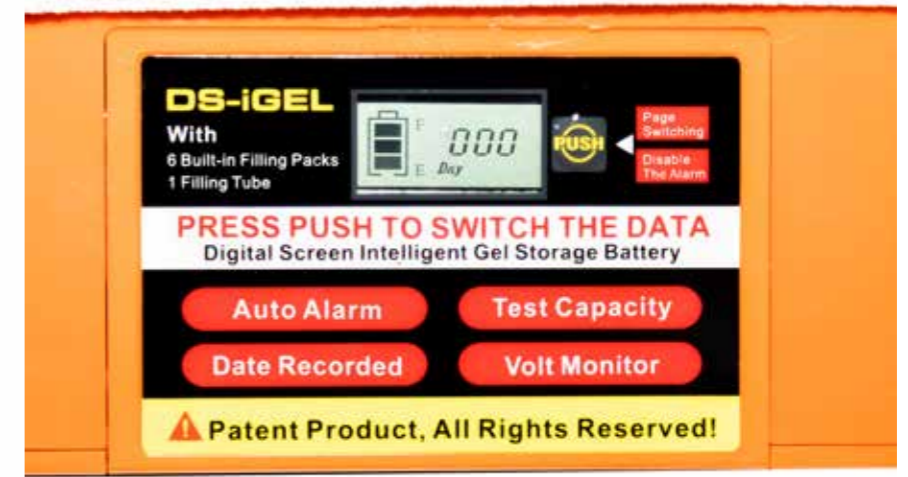 DS-iGEL
With
6 Built-in Filling Packs
1 Filling Tube
F
000
E Day
PUSH
Page
Switching
Disable
The Alarm
PRESS PUSH TO SWITCH THE DATA
Digital Screen Intelligent Gel Storage Battery
Auto Alarm
Test Capacity
Date Recorded
Volt Monitor
Patent Product, All Rights Reserved!